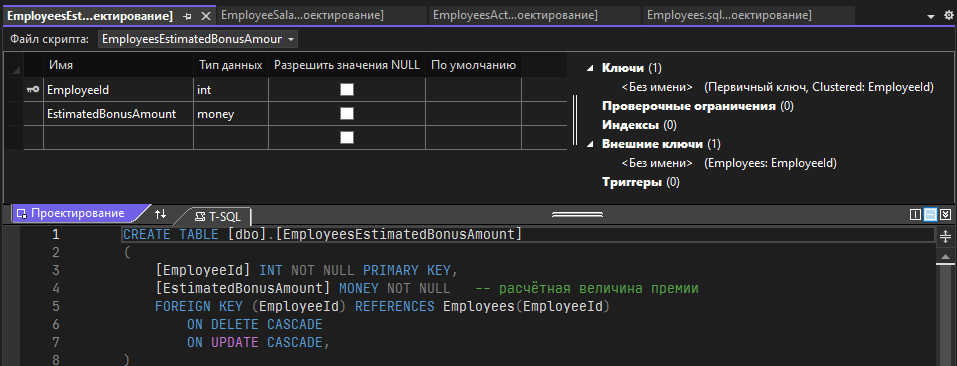 EmployeesEst...оектирование] EmployeeSala...оектирование] EmployeesAct...оектирование] Employees.sql...оектирование]
Файл скрипта: EmployeesEstimatedBonusAmour
Имя Тип данных Разрешить значения NULL По умолчанию
EmployeeId int
EstimatedBonusAmount money
Ключи (1)
<Без имени> (Первичный ключ, Clustered: EmployeeId)
Проверочные ограничения (0)
Индексы (0)
Внешние ключи (1)
<Без имени> (Employees: EmployeeId)
Триггеры (0)
Проектирование T-SQL
1 CREATE TABLE [dbo].[EmployeesEstimatedBonusAmount]
2 (
3 [EmployeeId] INT NOT NULL PRIMARY KEY,
4 [EstimatedBonusAmount] MONEY NOT NULL -- расчётная величина премии
5 FOREIGN KEY (EmployeeId) REFERENCES Employees(EmployeeId)
6 ON DELETE CASCADE
7 ON UPDATE CASCADE,
8 )